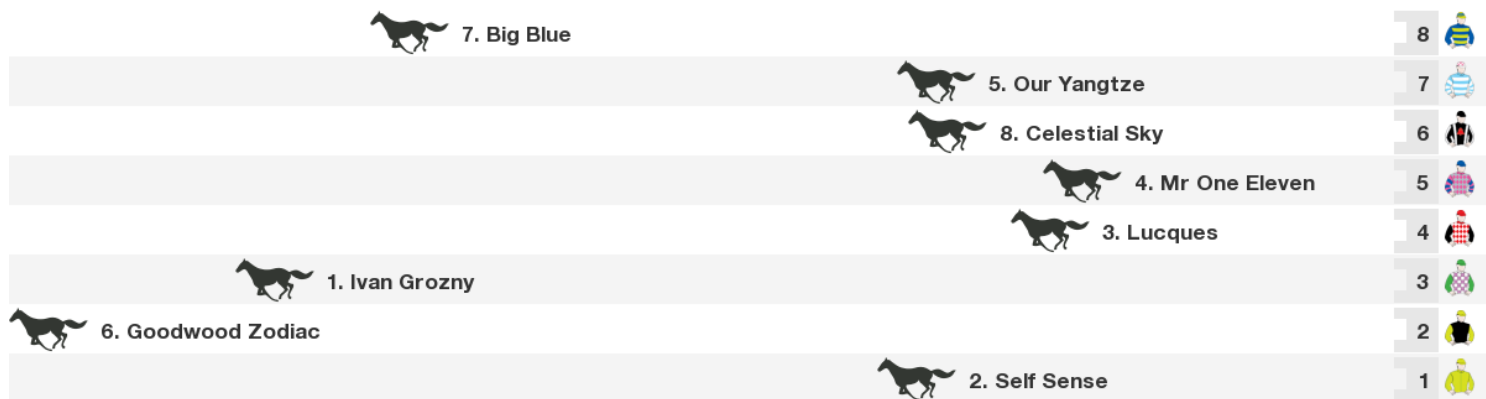 7. Big Blue 8
5. Our Yangtze 7
8. Celestial Sky 6
4. Mr One Eleven 5
3. Lucques 4
1. Ivan Grozny 3
6. Goodwood Zodiac 2
2. Self Sense 1